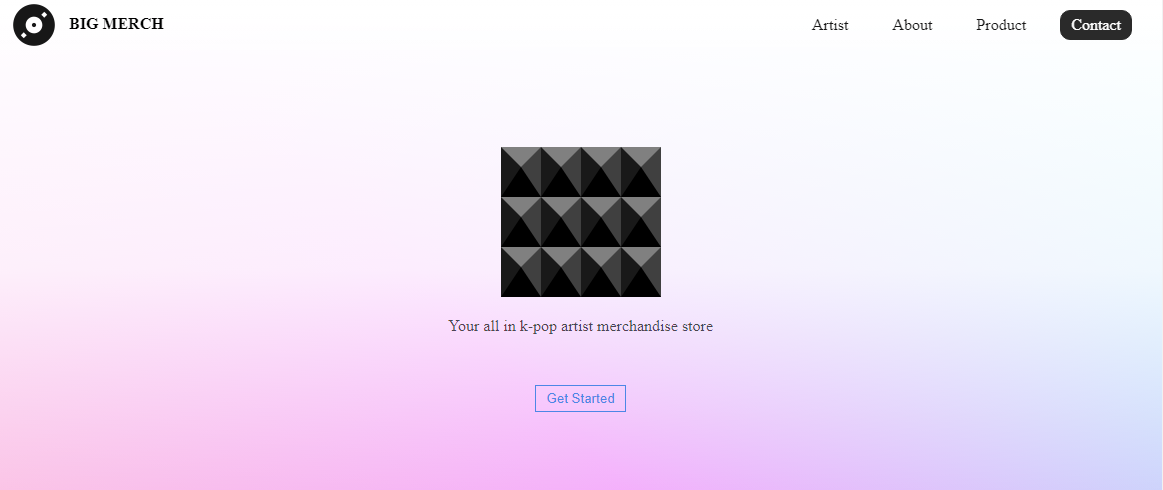 BIG MERCH
Artist
About
Product
Contact
Your all in k-pop artist merchandise store
Get Started